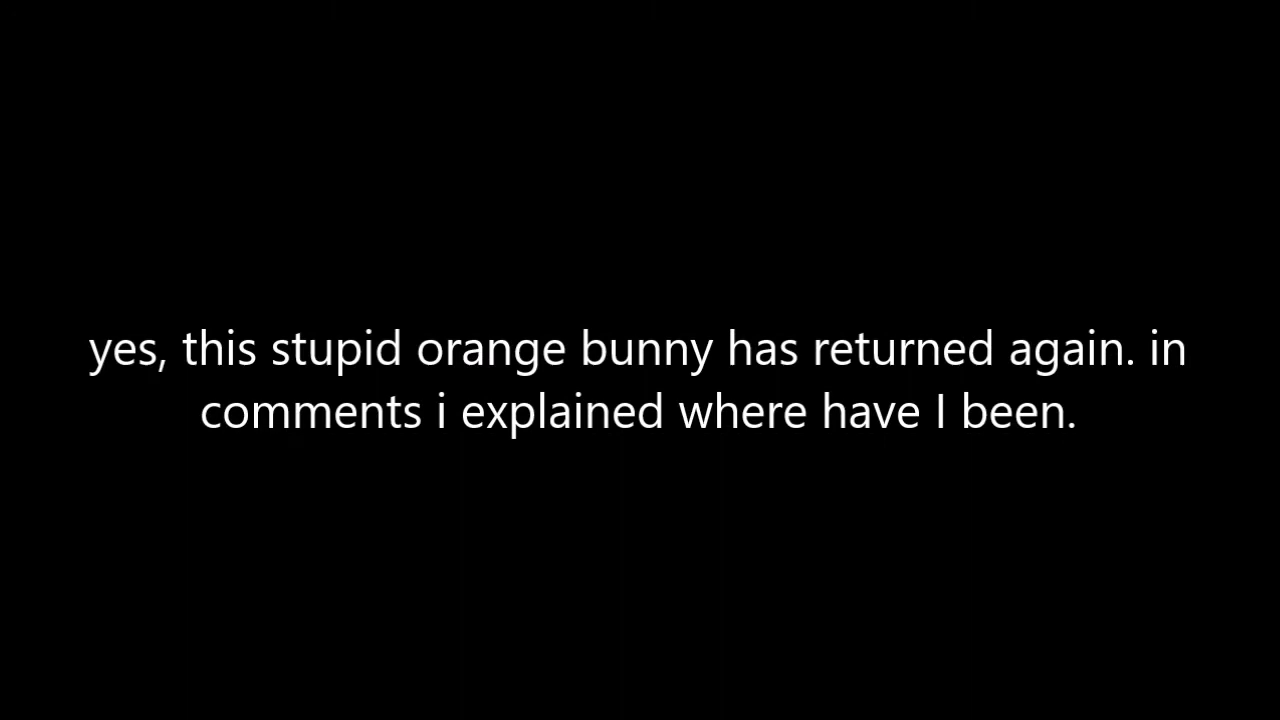 yes, this stupid orange bunny has returned again. in
comments i explained where have I been.